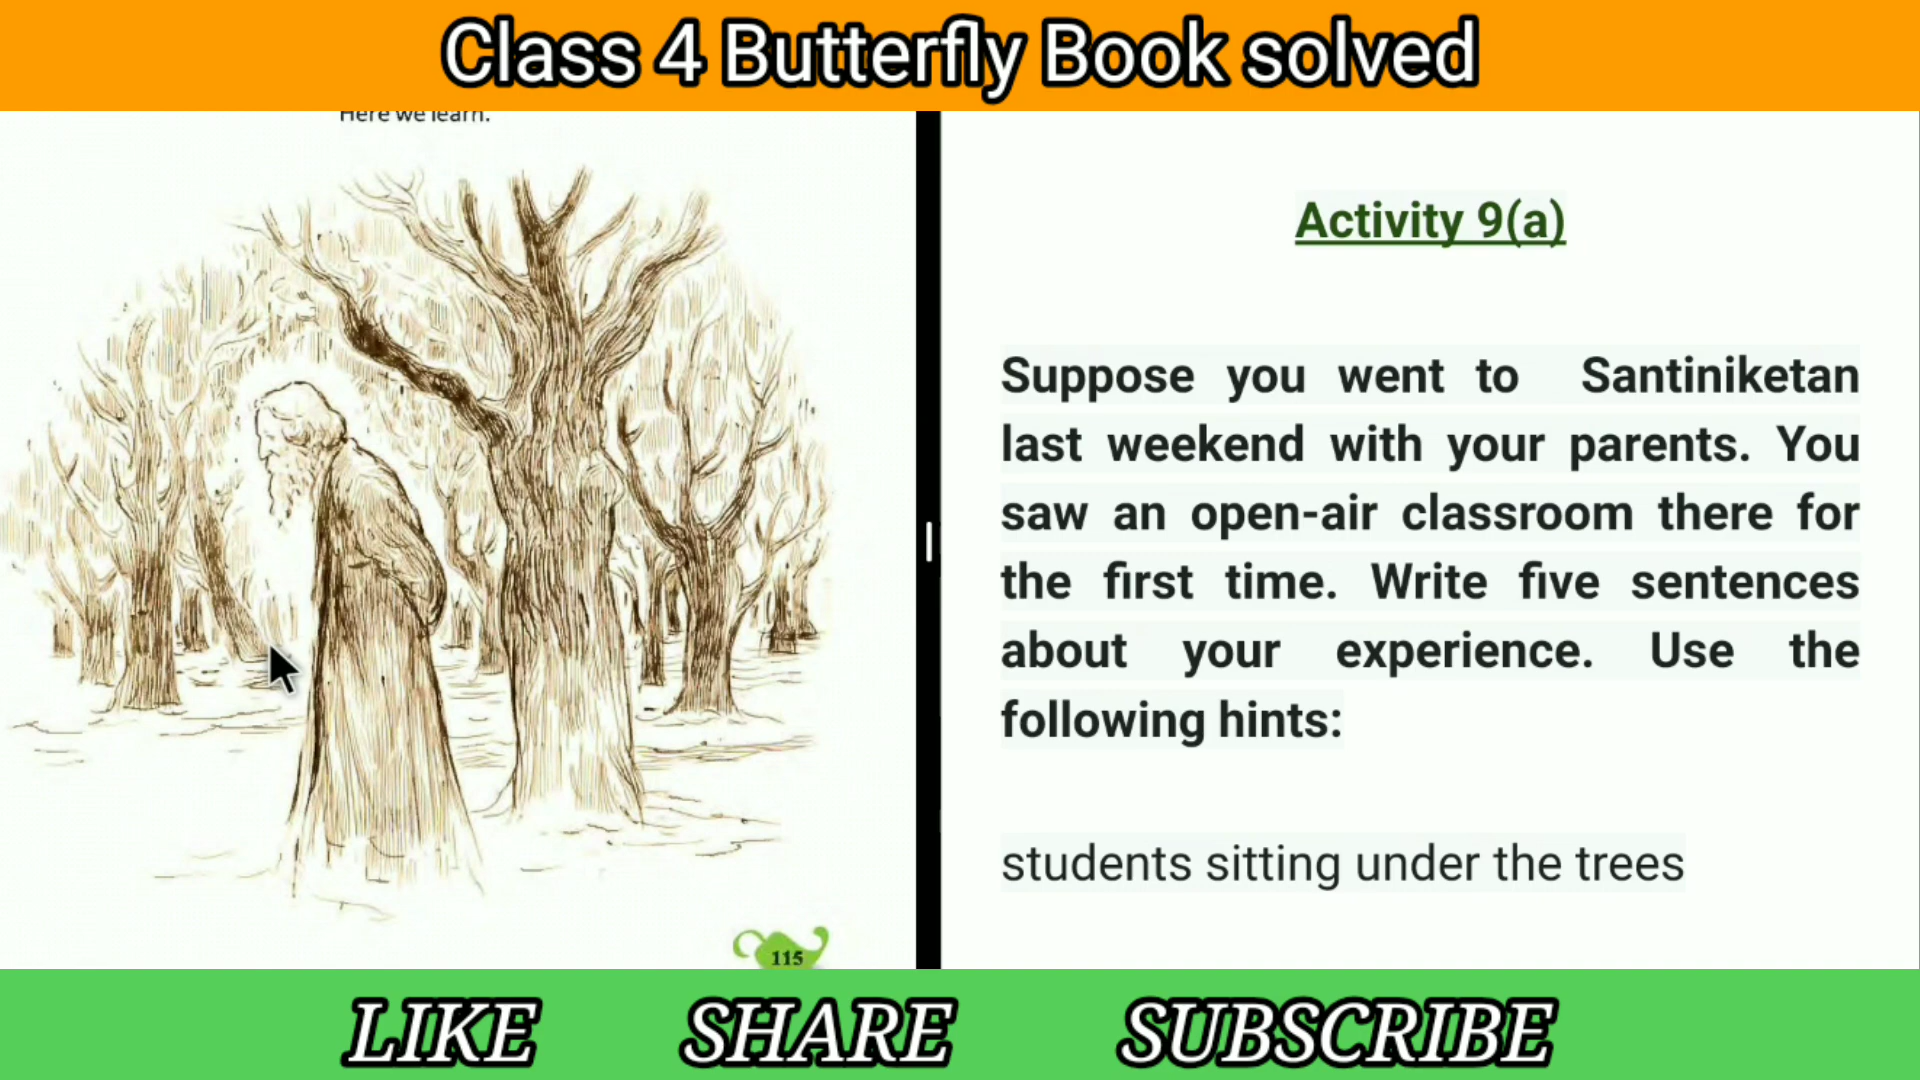 Class 4 Butterfly Book solved
Here we learn.
115
Activity 9(a)
Suppose you went to Santiniketan
last weekend with your parents. You
saw an open-air classroom there for
the first time. Write five sentences
about your experience. Use the
following hints:
students sitting under the trees
LIKE SHARE SUBSCRIBE